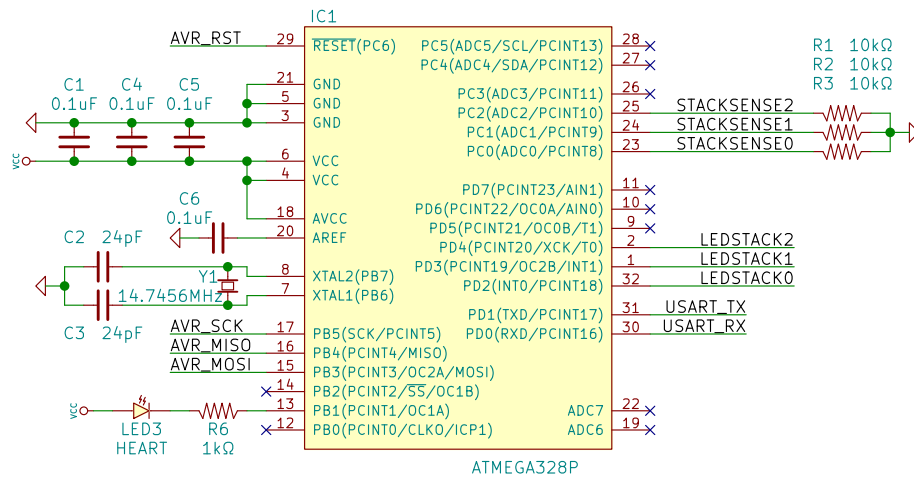 IC1
AVR_RST 29 RESET(PC6) PC5(ADC5/SCL/PCINT13) 28
PC4(ADC4/SDA/PCINT12) 27
R1 10kΩ
R2 10kΩ
R3 10kΩ
C1 C4 C5
0.1uF 0.1uF 0.1uF
21 GND
5 GND
3 GND
PC3(ADC3/PCINT11) 26
PC2(ADC2/PCINT10) 25 STACKSENSE2
PC1(ADC1/PCINT9) 24 STACKSENSE1
PC0(ADC0/PCINT8) 23 STACKSENSE0
VCC
6 VCC
4 VCC
18 AVCC
C6
0.1uF
20 AREF
PD7(PCINT23/AIN1) 11
PD6(PCINT22/OC0A/AIN0) 10
PD5(PCINT21/OC0B/T1) 9
PD4(PCINT20/XCK/T0) 2 LEDSTACK2
PD3(PCINT19/OC2B/INT1) 1 LEDSTACK1
PD2(INT0/PCINT18) 32 LEDSTACK0
C2 24pF
8 XTAL2(PB7)
Y1
14.7456MHz
7 XTAL1(PB6)
C3 24pF
PD1(TXD/PCINT17) 31 USART_TX
PD0(RXD/PCINT16) 30 USART_RX
AVR_SCK 17 PB5(SCK/PCINT5)
AVR_MISO 16 PB4(PCINT4/MISO)
AVR_MOSI 15 PB3(PCINT3/OC2A/MOSI)
14 PB2(PCINT2/SS/OC1B)
VCC
13 PB1(PCINT1/OC1A)
12 PB0(PCINT0/CLKO/ICP1)
LED3 R6
HEART 1kΩ
ADC7 22
ADC6 19
ATMEGA328P